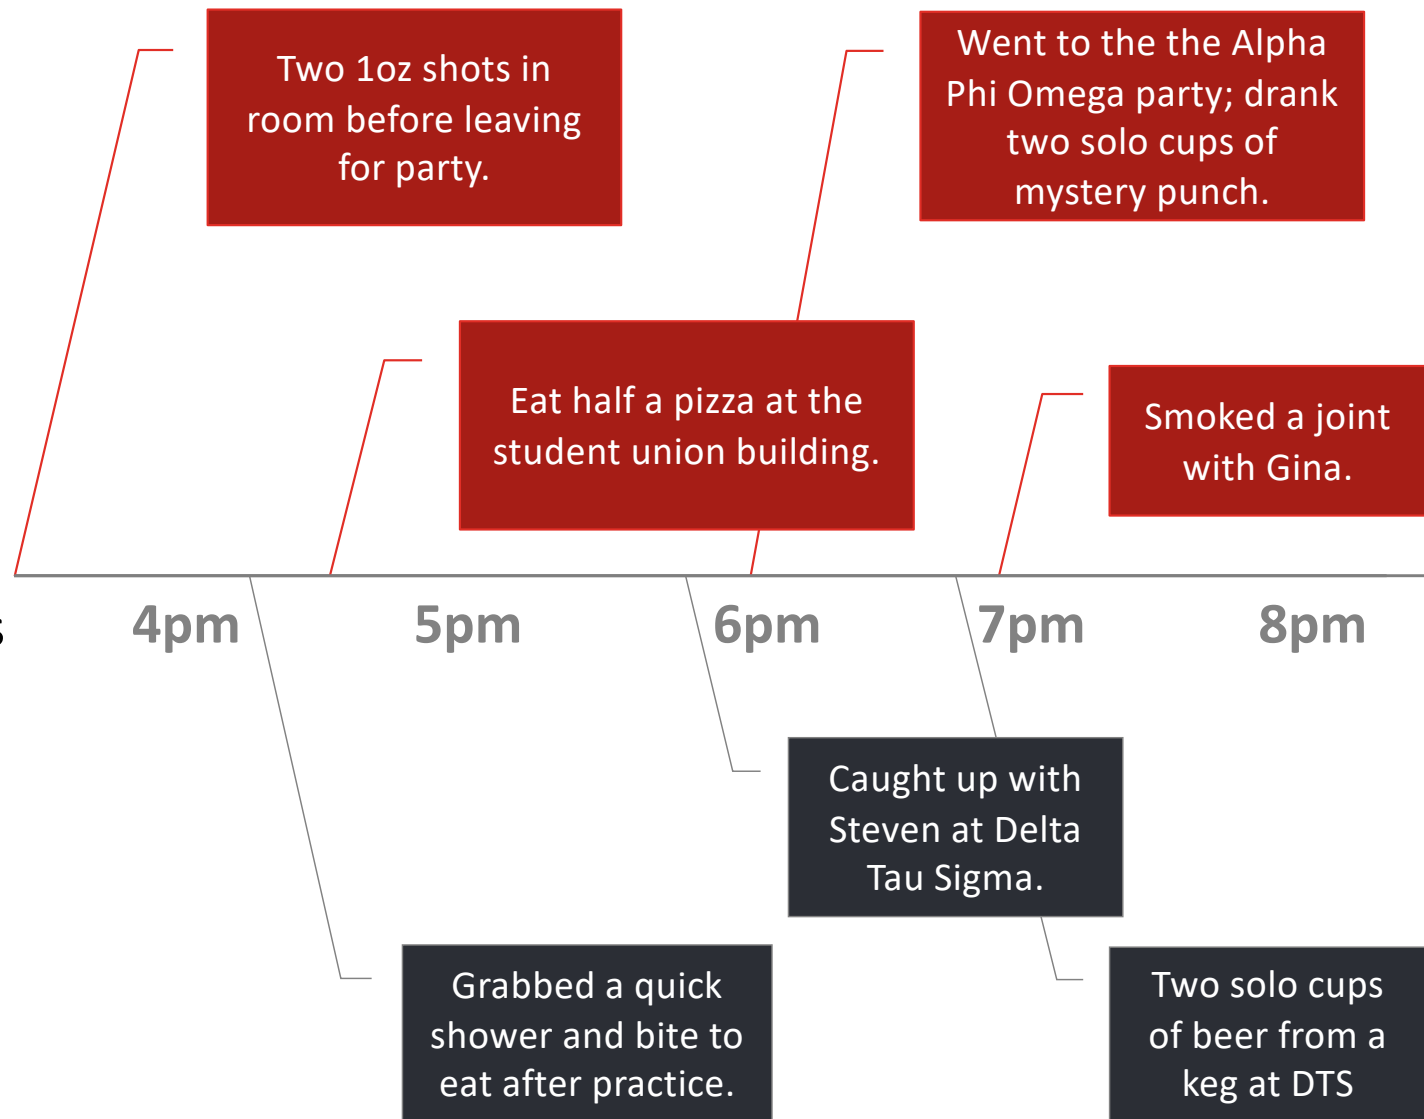 Two 1oz shots in
room before leaving
for party.
Went to the the Alpha
Phi Omega party; drank
two solo cups of
mystery punch.
Eat half a pizza at the
student union building.
Smoked a joint
with Gina.
s
4pm
5pm
6pm
7pm
8pm
Caught up with
Steven at Delta
Tau Sigma.
Grabbed a quick
shower and bite to
eat after practice.
Two solo cups
of beer from a
keg at DTS